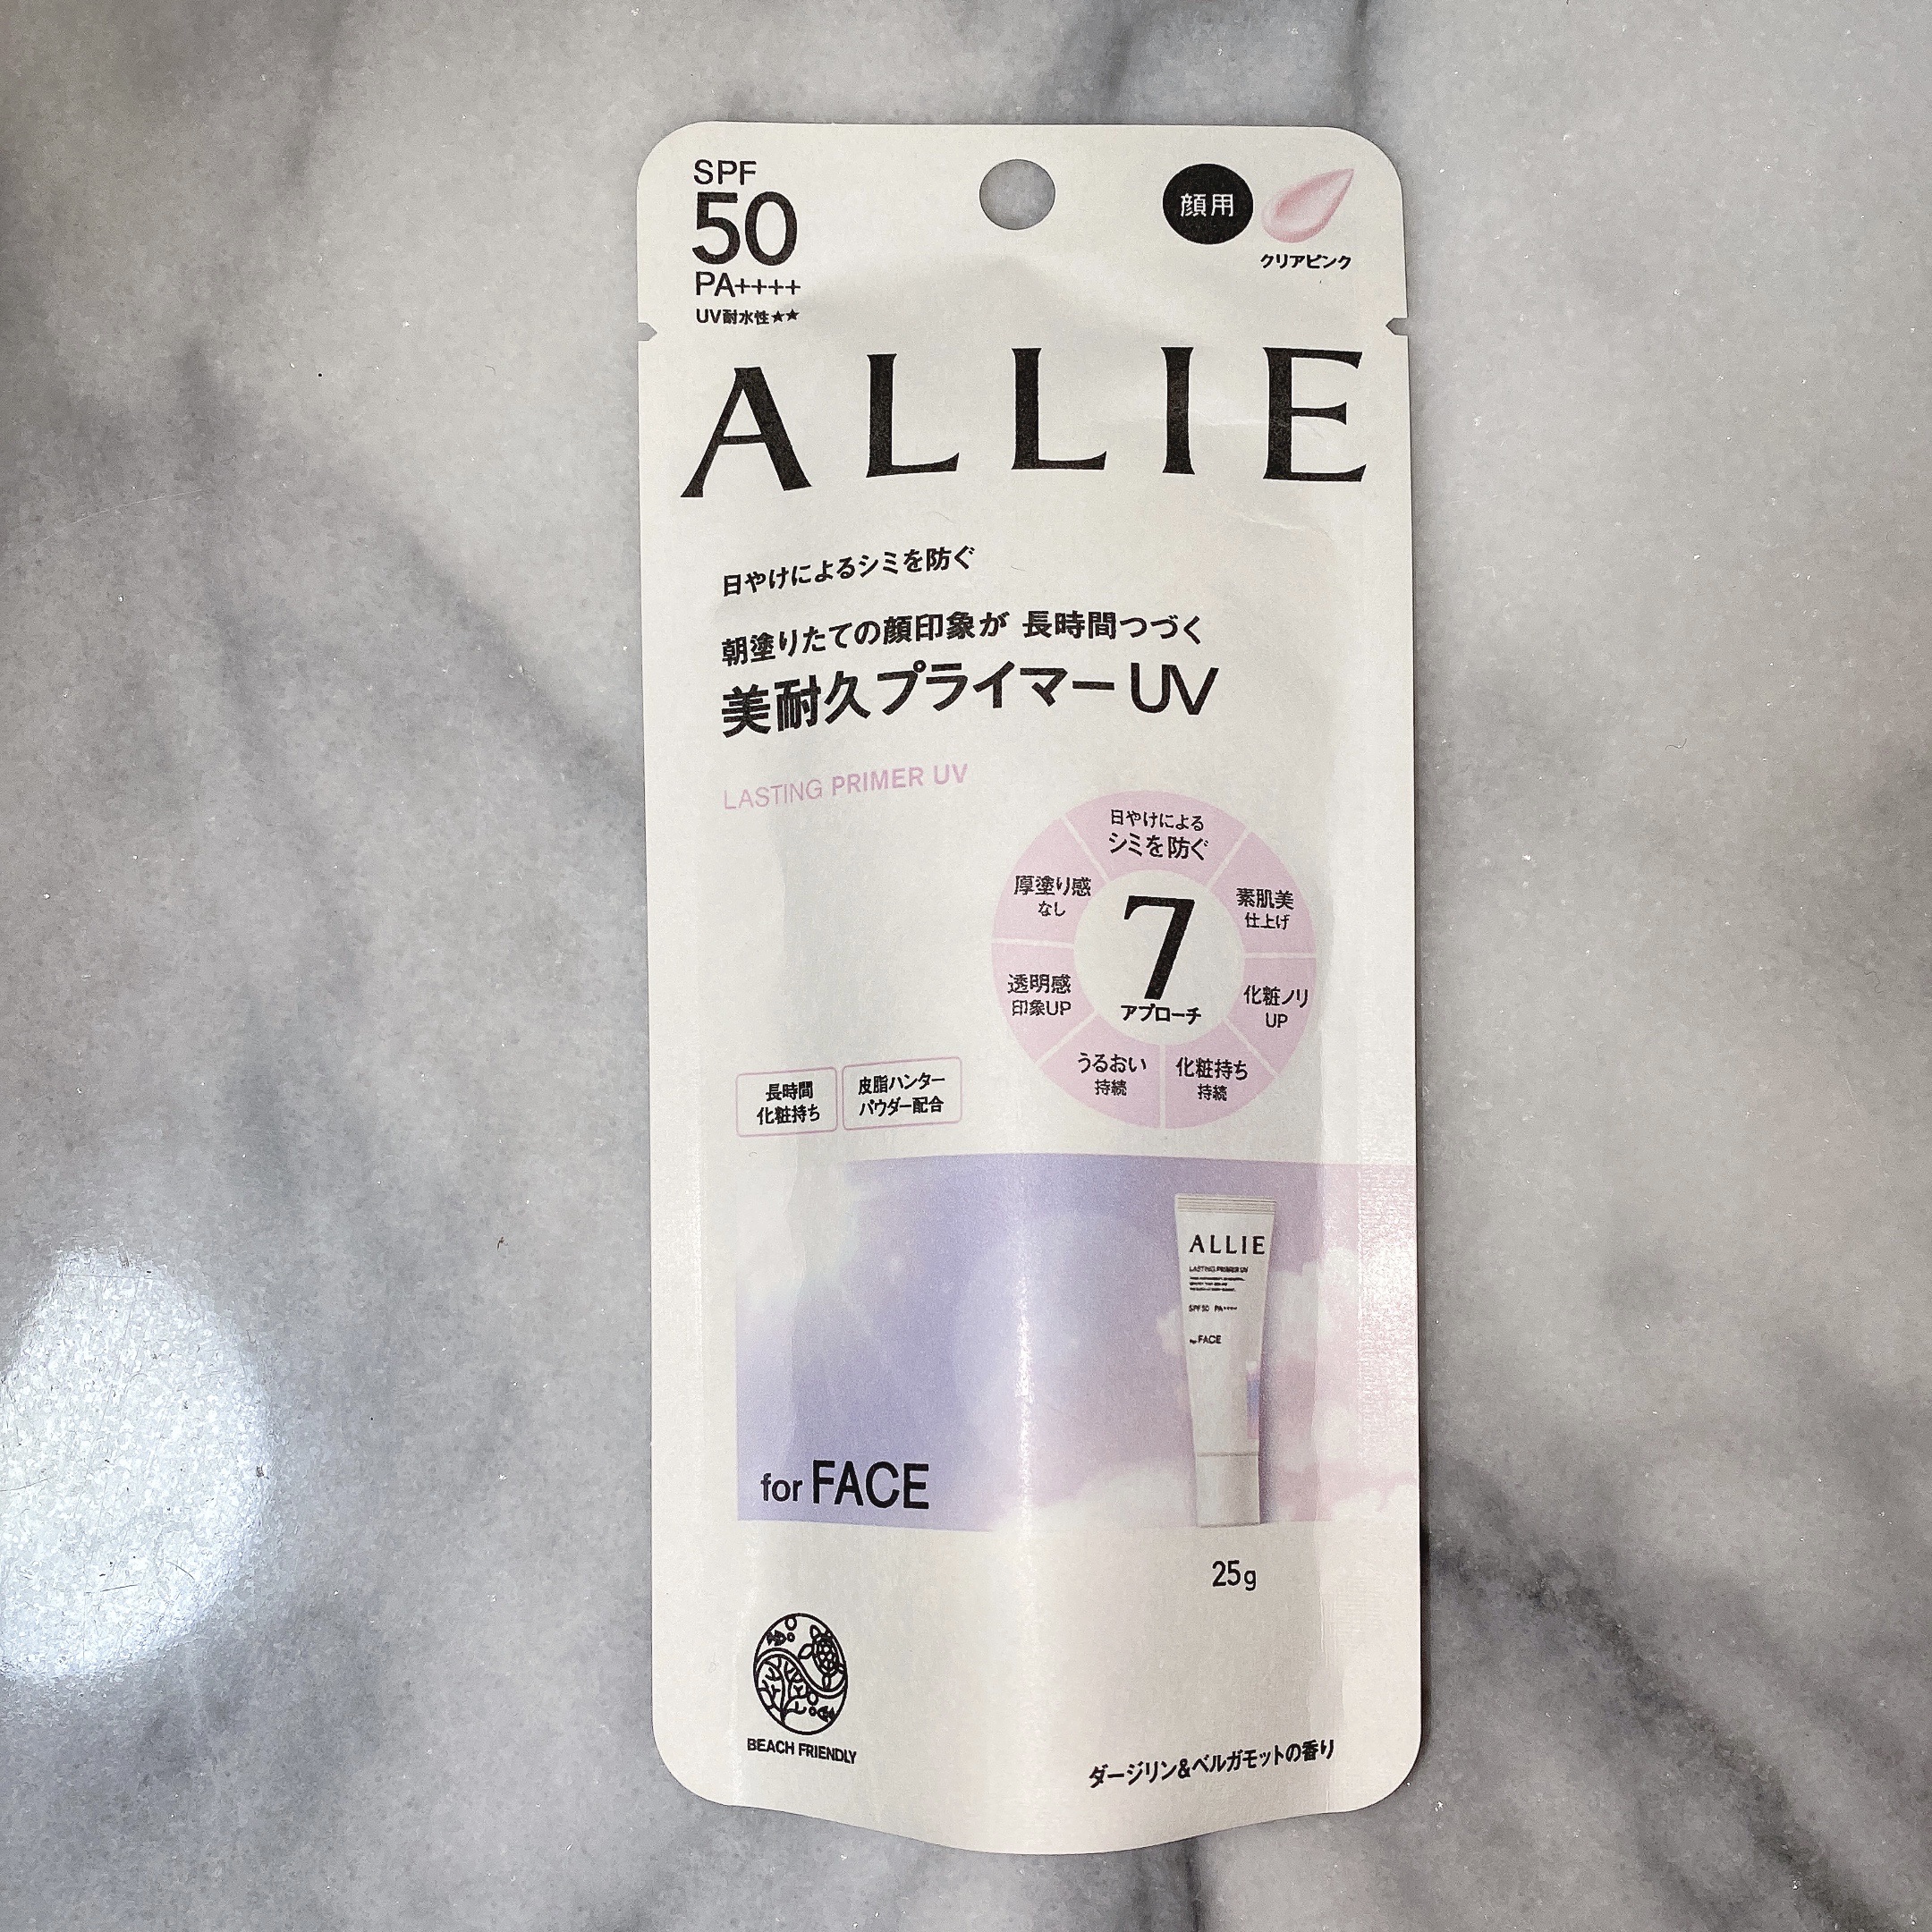 SPF
50
PA++++
UV耐水性★★
顔用
クリアピンク
ALLIE
日やけによるシミを防ぐ
朝塗りたての顔印象が 長時間つづく
美耐久プライマーUV
LASTING PRIMER UV
日やけによる
シミを防ぐ
素肌美
仕上げ
化粧ノリ
UP
化粧持ち
持続
うるおい
持続
透明感
印象UP
厚塗り感
なし
7
アプローチ
長時間
化粧持ち
皮脂ハンター
パウダー配合
ALLIE
LASTING PRIMER UV
SPF50 PA++++
for FACE
for FACE
25g
BEACH FRIENDLY
ダージリン&ベルガモットの香り